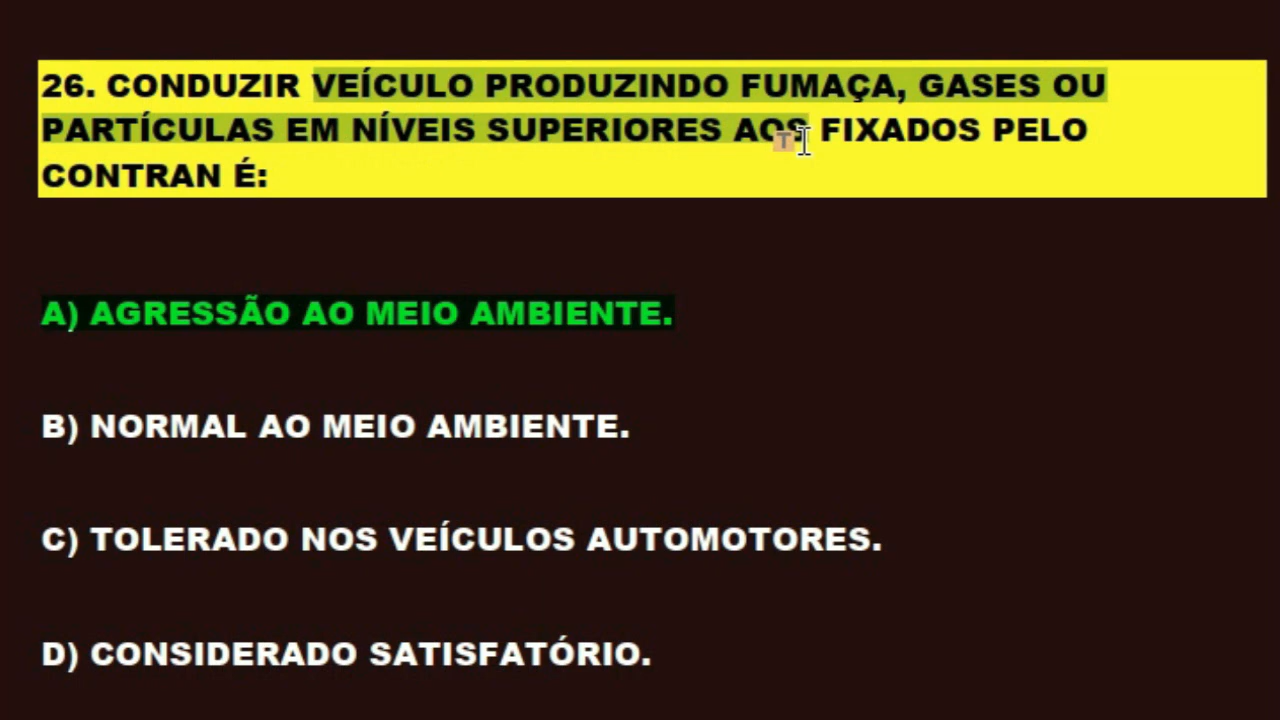 26. CONDUZIR VEÍCULO PRODUZINDO FUMAÇA, GASES OU
PARTÍCULAS EM NÍVEIS SUPERIORES AOS FIXADOS PELO
CONTRAN É:
A) AGRESSÃO AO MEIO AMBIENTE.
B) NORMAL AO MEIO AMBIENTE.
C) TOLERADO NOS VEÍCULOS AUTOMOTORES.
D) CONSIDERADO SATISFATÓRIO.